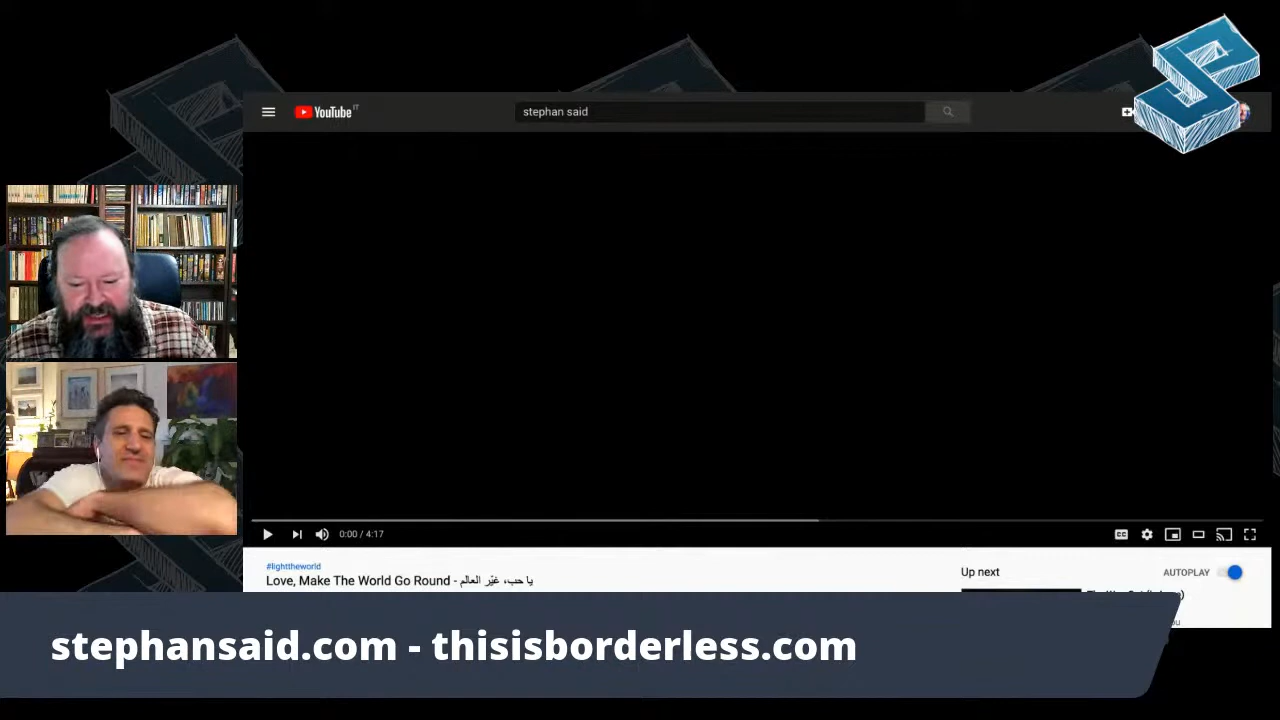 YouTube IT
stephan said
0:00 / 4:17
#lighttheworld
Love, Make The World Go Round - يا حب، غيّر العالم
Up next
AUTOPLAY
stephansaid.com - thisisborderless.com